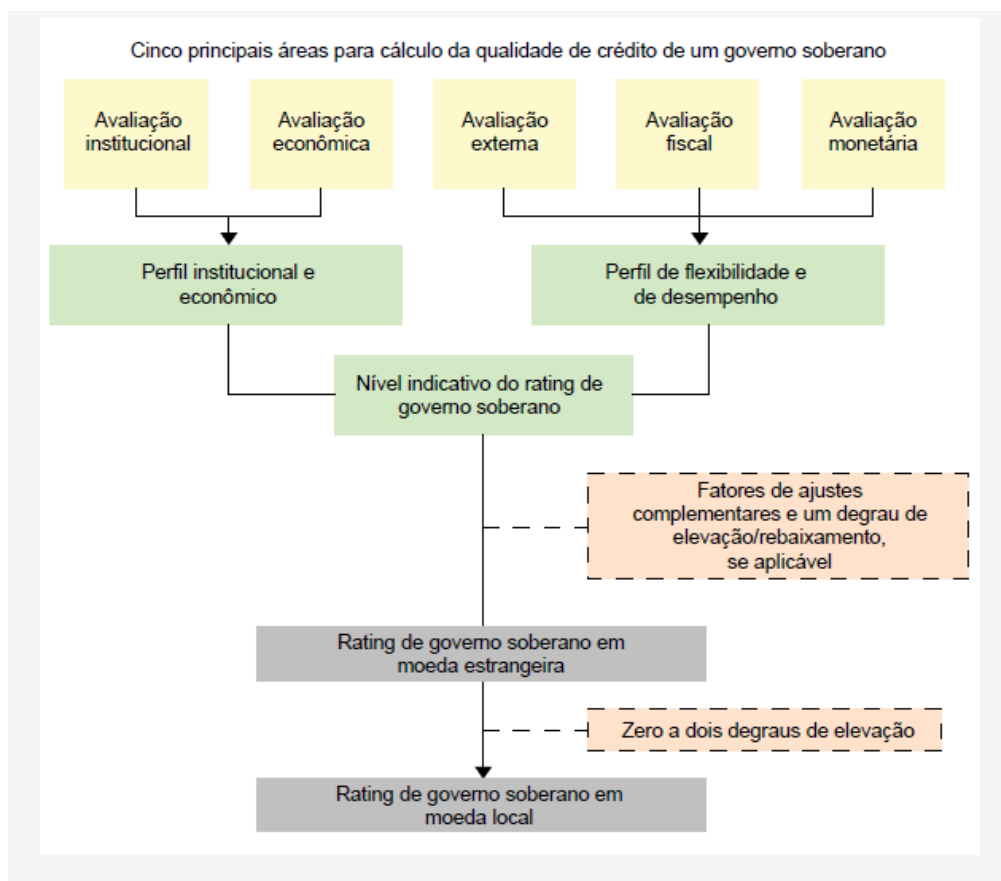 Cinco principais áreas para cálculo da qualidade de crédito de um governo soberano
Avaliação
institucional
Avaliação
econômica
Avaliação
externa
Avaliação
fiscal
Avaliação
monetária
Perfil institucional e
econômico
Perfil de flexibilidade e
de desempenho
Nível indicativo do rating de
governo soberano
Fatores de ajustes
complementares e um degrau de
elevação/rebaixamento,
se aplicável
Rating de governo soberano em
moeda estrangeira
Zero a dois degraus de elevação
Rating de governo soberano em
moeda local